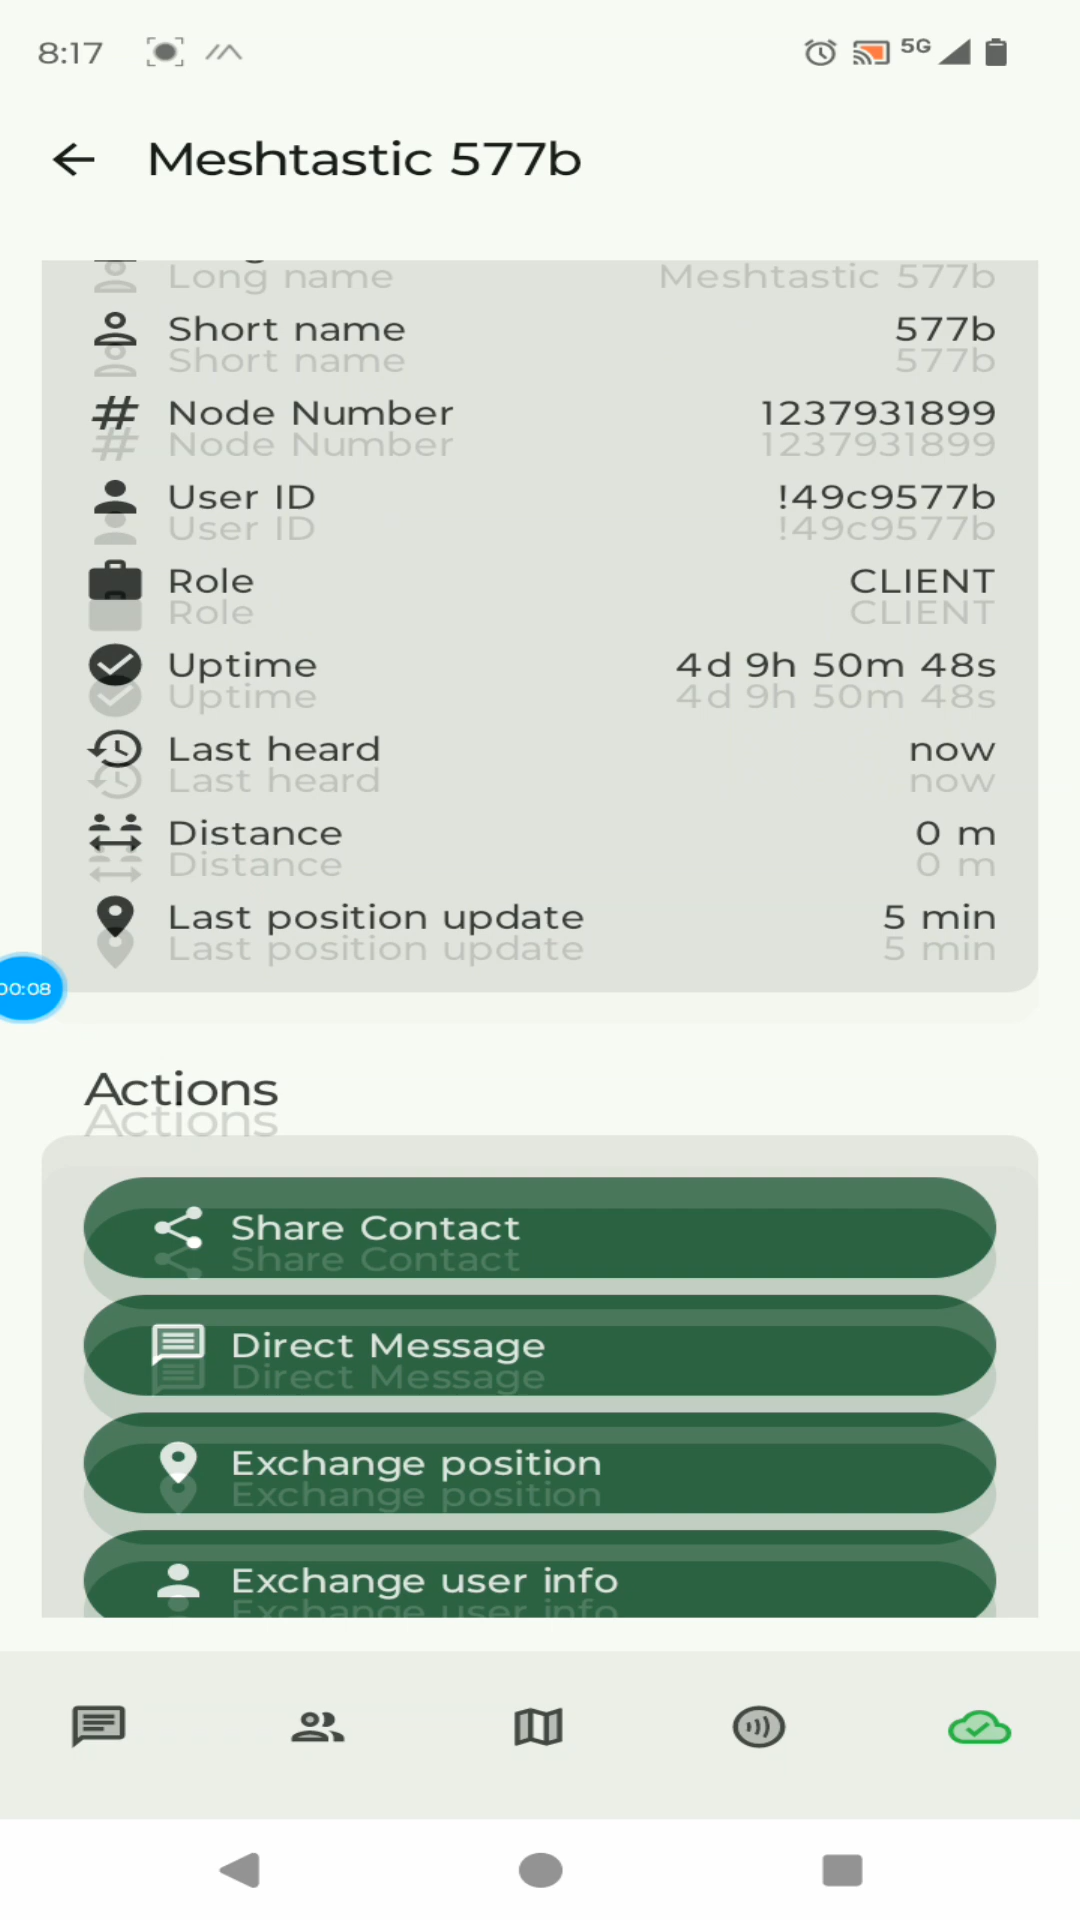 8:17
5G
Meshtastic 577b
Long name Meshtastic 577b
Short name 577b
Short name 577b
Node Number 1237931899
Node Number 1237931899
User ID !49c9577b
User ID !49c9577b
Role CLIENT
Role CLIENT
Uptime 4d 9h 50m 48s
Uptime 4d 9h 50m 48s
Last heard now
Last heard now
Distance 0 m
Distance 0 m
Last position update 5 min
Last position update 5 min
00:08
Actions
Actions
Share Contact
Share Contact
Direct Message
Direct Message
Exchange position
Exchange position
Exchange user info
Exchange user info